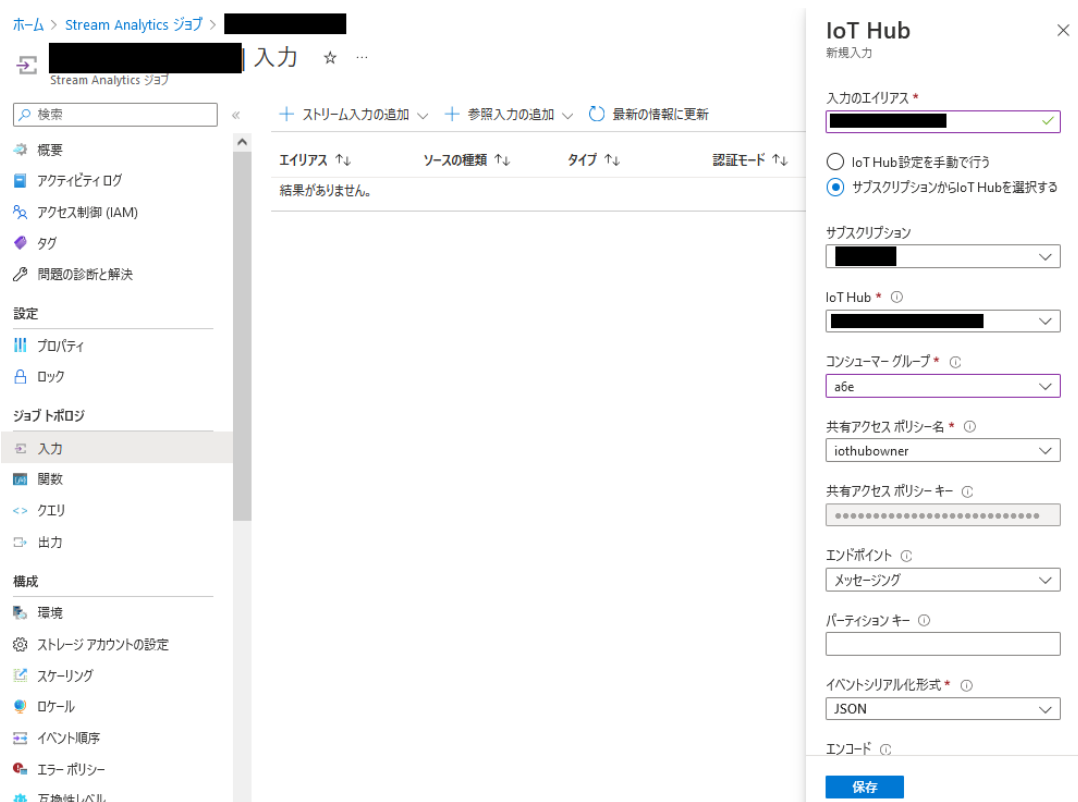 ホーム > Stream Analytics ジョブ >
| 入力 ☆ …
Stream Analytics ジョブ
検索
«
概要
アクティビティ ログ
アクセス制御 (IAM)
タグ
問題の診断と解決
設定
プロパティ
ロック
ジョブ トポロジ
入力
関数
クエリ
出力
構成
環境
ストレージ アカウントの設定
スケーリング
ロケール
イベント順序
エラー ポリシー
互換性レベル
+ ストリーム入力の追加 + 参照入力の追加 最新の情報に更新
エイリアス ↑↓ ソースの種類 ↑↓ タイプ ↑↓ 認証モード ↑↓
結果がありません。
IoT Hub
新規入力
入力のエイリアス *
IoT Hub設定を手動で行う
サブスクリプションからIoT Hubを選択する
サブスクリプション
IoT Hub *
コンシューマー グループ *
a6e
共有アクセス ポリシー名 *
iothubowner
共有アクセス ポリシー キー
エンドポイント
メッセージング
パーティション キー
イベントシリアル化形式 *
JSON
エンコード
保存